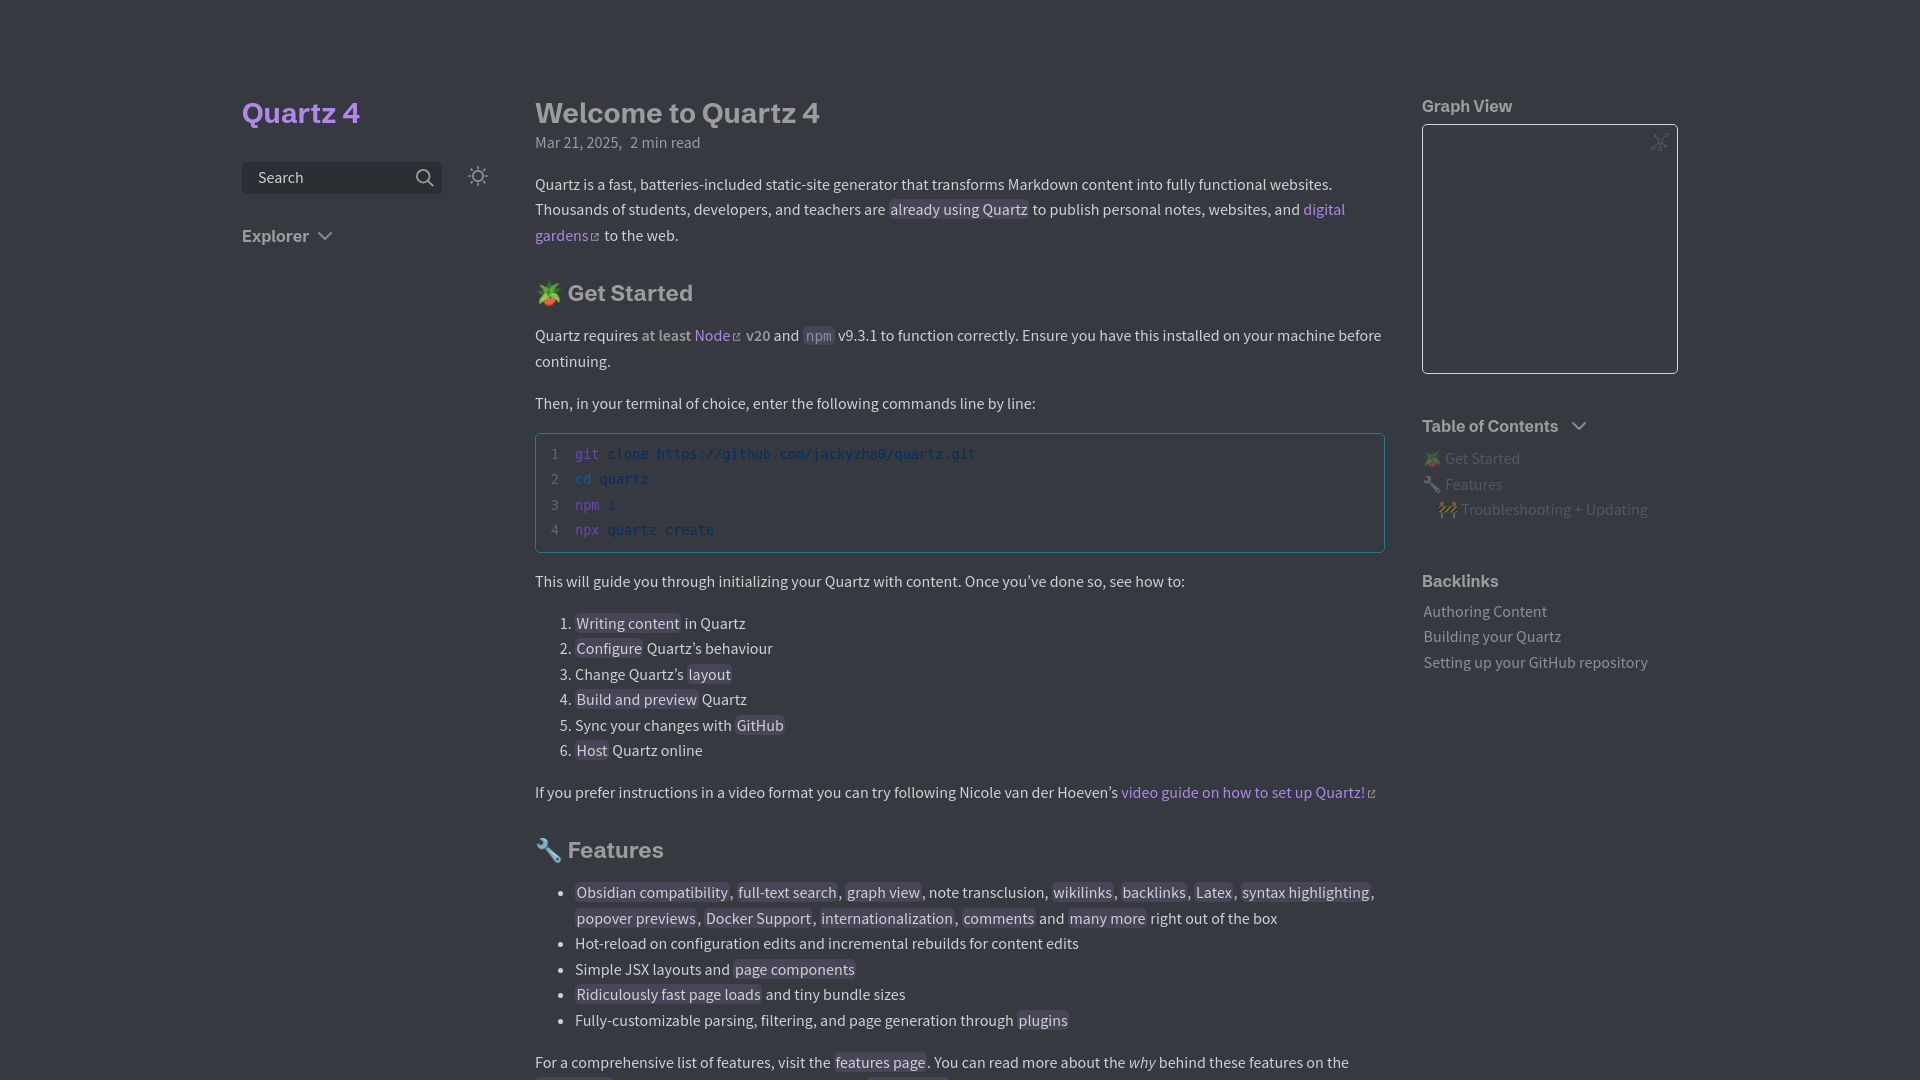 Quartz 4
Search
Explorer
Welcome to Quartz 4
Mar 21, 2025, 2 min read
Quartz is a fast, batteries-included static-site generator that transforms Markdown content into fully functional websites.
Thousands of students, developers, and teachers are already using Quartz to publish personal notes, websites, and digital
gardens to the web.
🪴 Get Started
Quartz requires at least Node v20 and npm v9.3.1 to function correctly. Ensure you have this installed on your machine before
continuing.
Then, in your terminal of choice, enter the following commands line by line:
1 git clone https://github.com/jackyzha0/quartz.git
2 cd quartz
3 npm i
4 npx quartz create
This will guide you through initializing your Quartz with content. Once you’ve done so, see how to:
1. Writing content in Quartz
2. Configure Quartz’s behaviour
3. Change Quartz’s layout
4. Build and preview Quartz
5. Sync your changes with GitHub
6. Host Quartz online
If you prefer instructions in a video format you can try following Nicole van der Hoeven’s video guide on how to set up Quartz!
🔧 Features
• Obsidian compatibility, full-text search, graph view, note transclusion, wikilinks, backlinks, Latex, syntax highlighting,
popover previews, Docker Support, internationalization, comments and many more right out of the box
• Hot-reload on configuration edits and incremental rebuilds for content edits
• Simple JSX layouts and page components
• Ridiculously fast page loads and tiny bundle sizes
• Fully-customizable parsing, filtering, and page generation through plugins
For a comprehensive list of features, visit the features page. You can read more about the why behind these features on the
Graph View
Table of Contents
🪴 Get Started
🔧 Features
🚧 Troubleshooting + Updating
Backlinks
Authoring Content
Building your Quartz
Setting up your GitHub repository